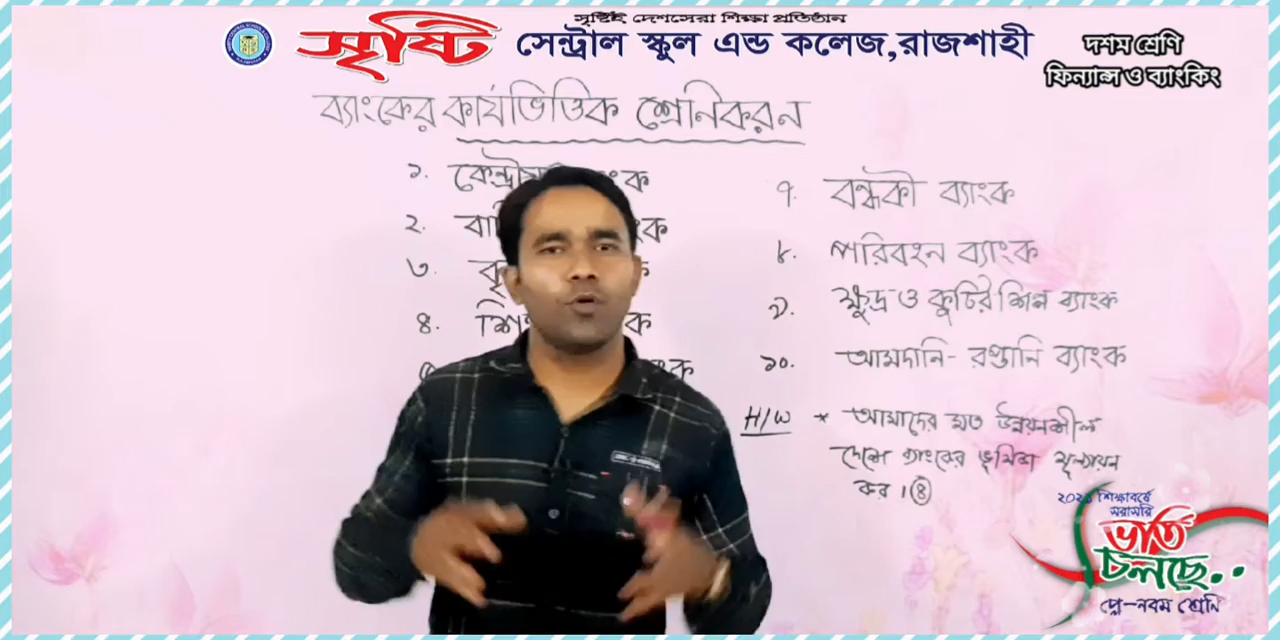 সৃষ্টিই দেশসেরা শিক্ষা প্রতিষ্ঠান
সৃষ্টি সেন্ট্রাল স্কুল এন্ড কলেজ,রাজশাহী
দশম শ্রেণি
ফিন্যান্স ও ব্যাংকিং
ব্যাংকের কার্যভিত্তিক শ্রেনিকরন
১. কেন্দ্রীয়
২.
৩.
৪.
৫
৭. বন্ধকী ব্যাংক
৮. পরিবহন ব্যাংক
৯. ক্ষুদ্র ও কুটির শিল্প ব্যাংক
১০. আমদানি - রপ্তানি ব্যাংক
H/W * আমাদের মত উন্নয়নশীল
দেশে ব্যাংকের ভূমিকা মূল্যায়ন
কর । ৪
শিক্ষাবর্ষে
সরাসরি
ভর্তি
চলছে..
প্লে-নবম শ্রেনি